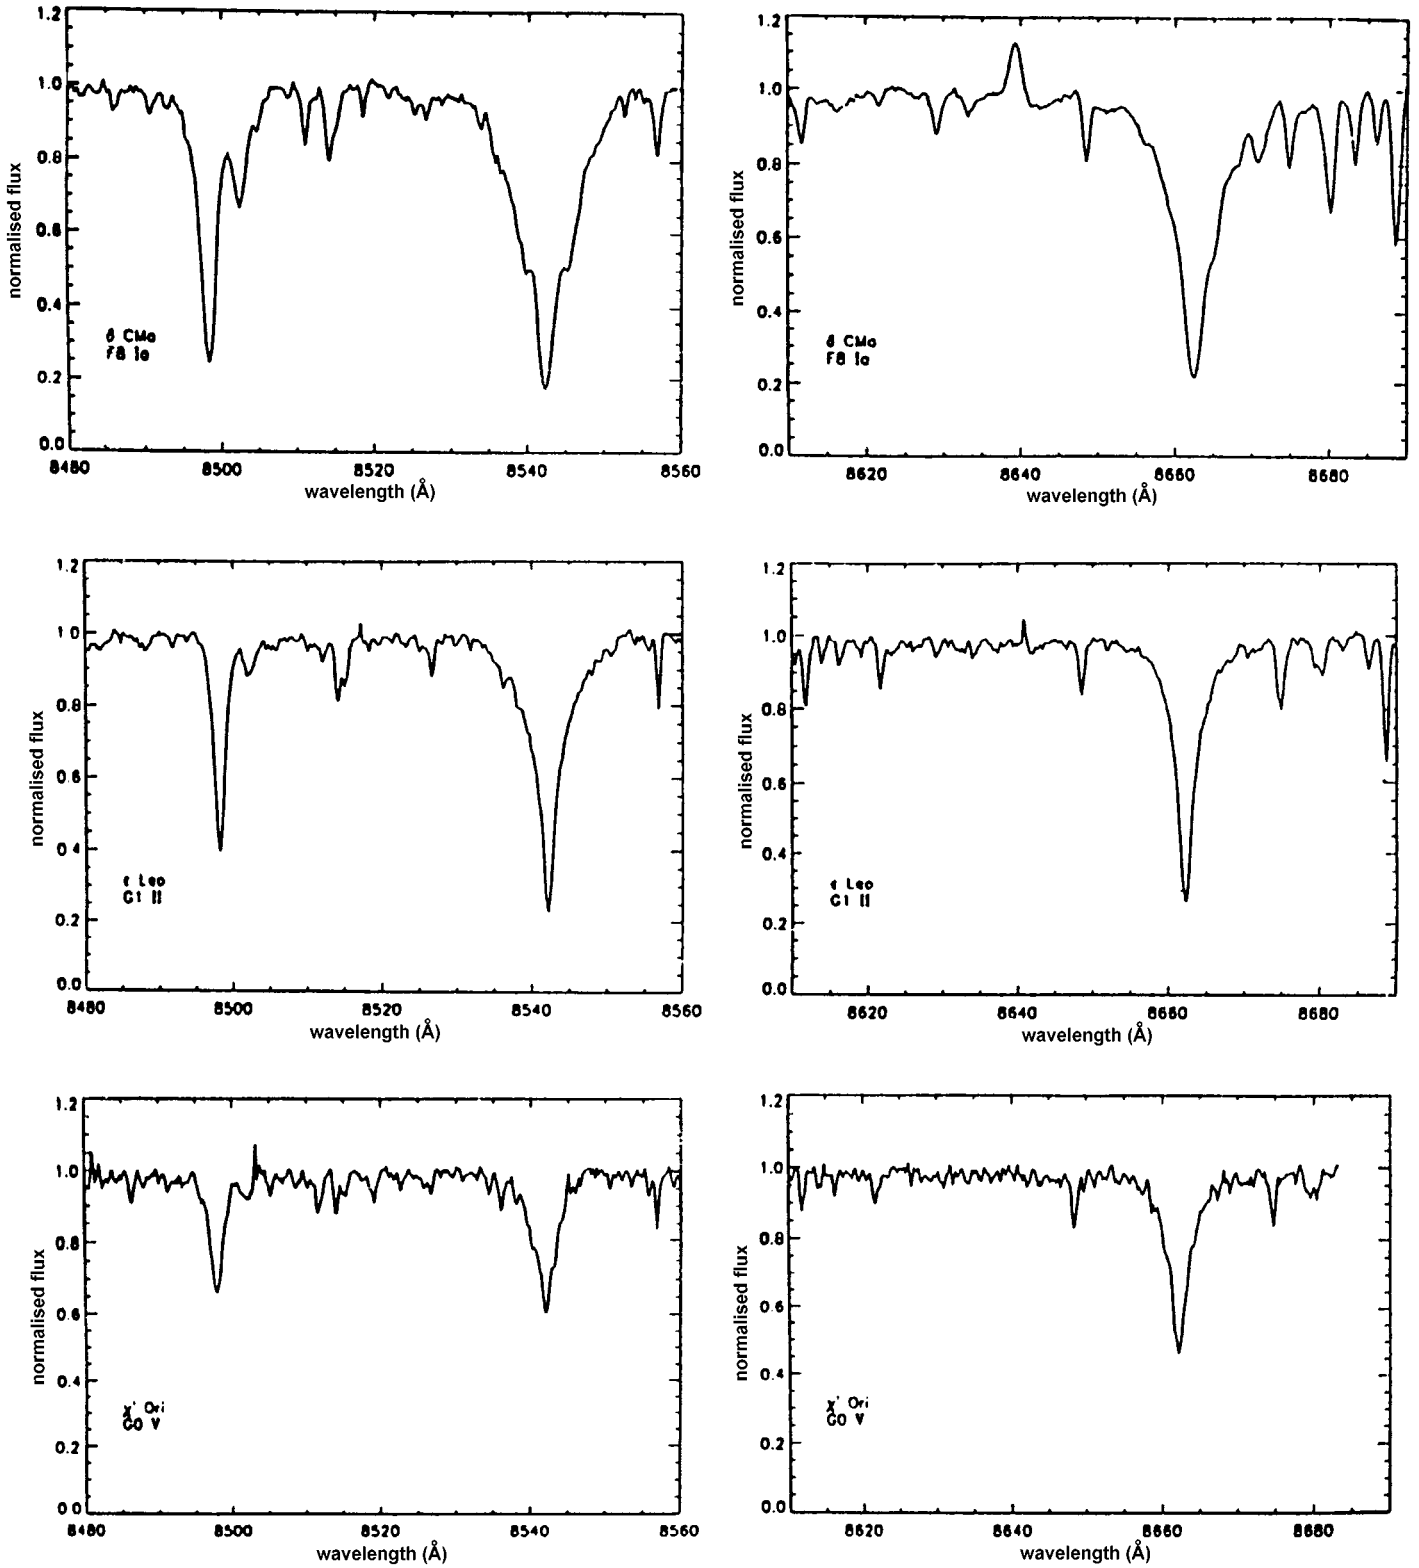 1.2
1.0
0.8
0.6
0.4
0.2
0.0
8480
8500
8520
8540
8560
normalised flux
wavelength (Å)
δ CMa
F8 Ia
1.2
1.0
0.8
0.6
0.4
0.2
0.0
8620
8640
8660
8680
normalised flux
wavelength (Å)
δ CMa
F8 Ia
1.2
1.0
0.8
0.6
0.4
0.2
0.0
8480
8500
8520
8540
8560
normalised flux
wavelength (Å)
ε Leo
G1 II
1.2
1.0
0.8
0.6
0.4
0.2
0.0
8620
8640
8660
8680
normalised flux
wavelength (Å)
ε Leo
G1 II
1.2
1.0
0.8
0.6
0.4
0.2
0.0
8480
8500
8520
8540
8560
normalised flux
wavelength (Å)
χ' Ori
G0 V
1.2
1.0
0.8
0.6
0.4
0.2
0.0
8620
8640
8660
8680
normalised flux
wavelength (Å)
χ' Ori
G0 V